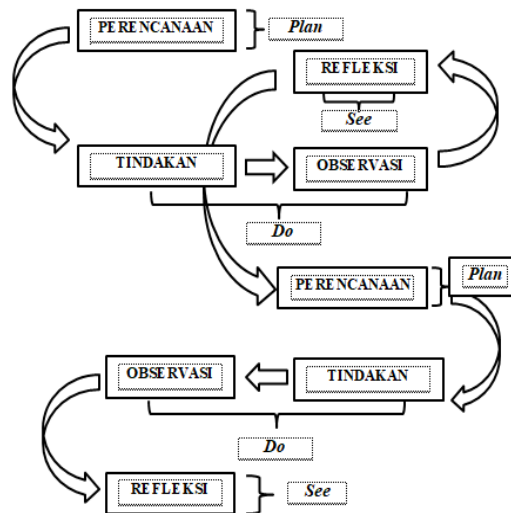 PERENCANAAN
Plan
REFLEKSI
See
TINDAKAN
OBSERVASI
Do
PERENCANAAN
Plan
OBSERVASI
TINDAKAN
Do
REFLEKSI
See